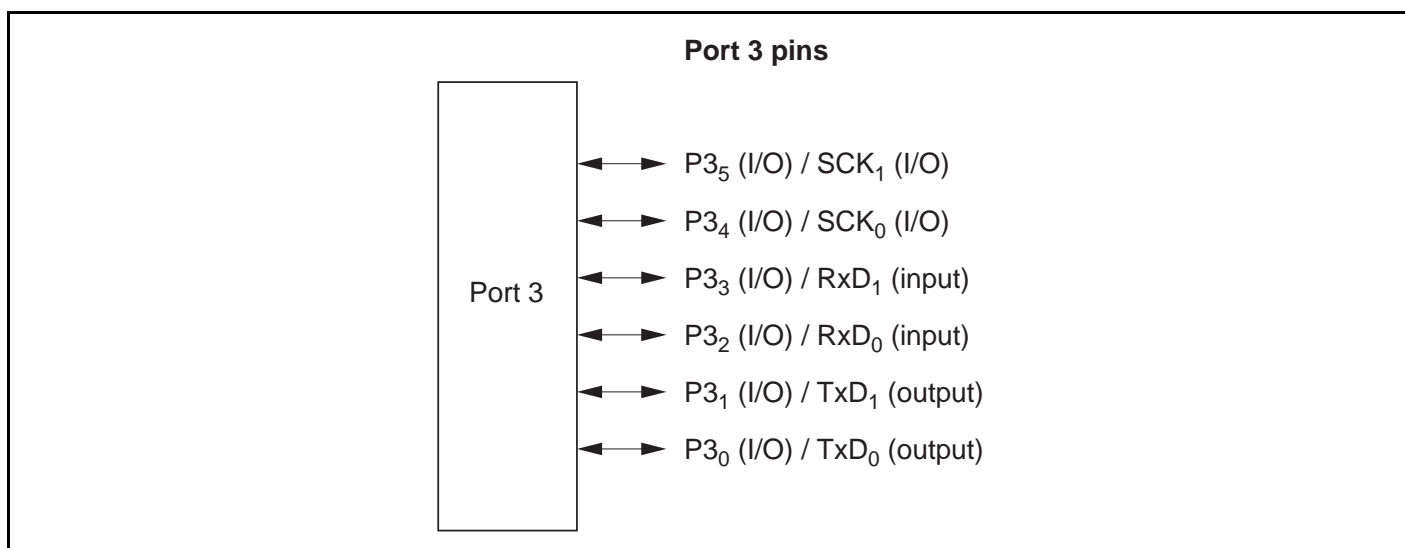 Port 3 pins
P3₅ (I/O) / SCK₁ (I/O)
P3₄ (I/O) / SCK₀ (I/O)
P3₃ (I/O) / RxD₁ (input)
Port 3
P3₂ (I/O) / RxD₀ (input)
P3₁ (I/O) / TxD₁ (output)
P3₀ (I/O) / TxD₀ (output)